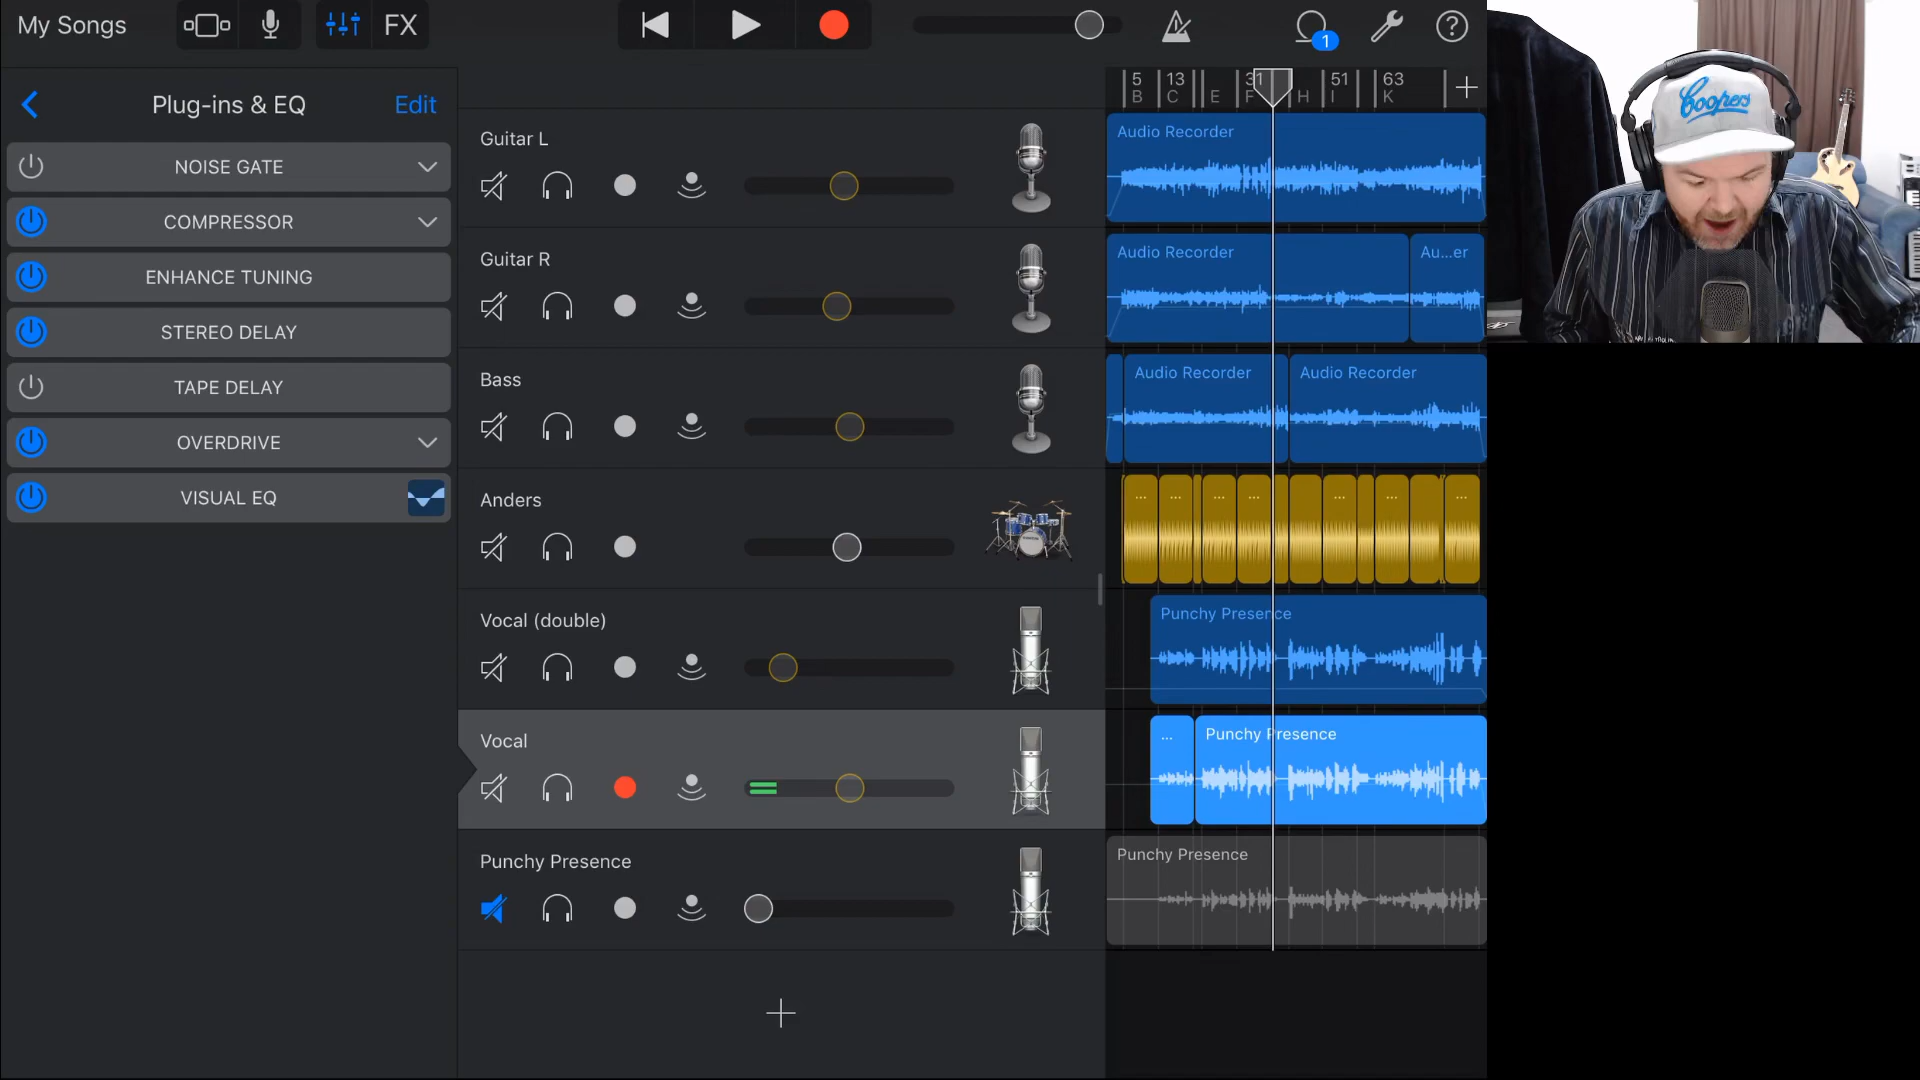 My Songs
FX
1
?
Plug-ins & EQ
Edit
NOISE GATE
COMPRESSOR
ENHANCE TUNING
STEREO DELAY
TAPE DELAY
OVERDRIVE
VISUAL EQ
5 13 31 51 63
B C E F H I K
Guitar L
Audio Recorder
Guitar R
Audio Recorder
Au...er
Bass
Audio Recorder
Audio Recorder
Anders
... ... ... ... ... ... ...
Vocal (double)
Punchy Presence
Vocal
...
Punchy Presence
Punchy Presence
Punchy Presence
Coopers